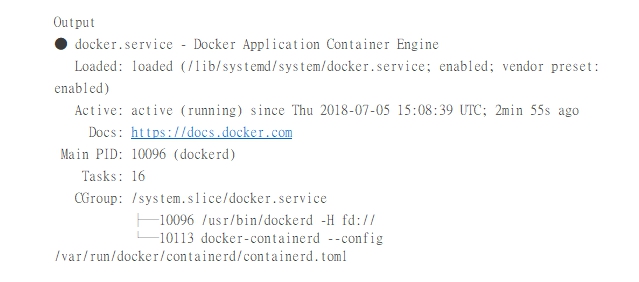 Output
● docker.service - Docker Application Container Engine
Loaded: loaded (/lib/systemd/system/docker.service; enabled; vendor preset:
enabled)
Active: active (running) since Thu 2018-07-05 15:08:39 UTC; 2min 55s ago
Docs: https://docs.docker.com
Main PID: 10096 (dockerd)
Tasks: 16
CGroup: /system.slice/docker.service
├─10096 /usr/bin/dockerd -H fd://
└─10113 docker-containerd --config
/var/run/docker/containerd/containerd.toml